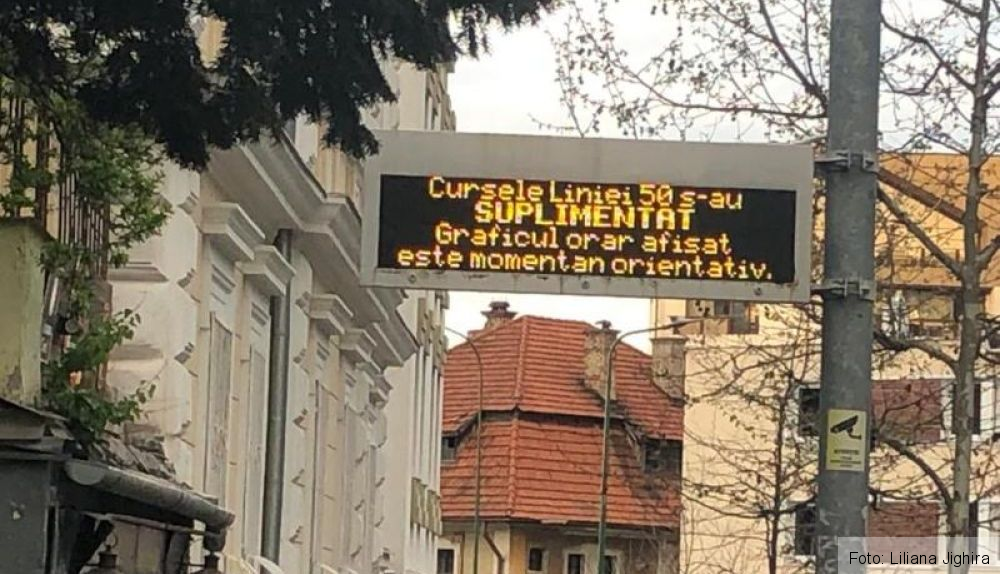 Cursele Liniei 50 s-au
SUPLIMENTAT
Graficul orar afisat
este momentan orientativ.
Foto: Liliana Jighira